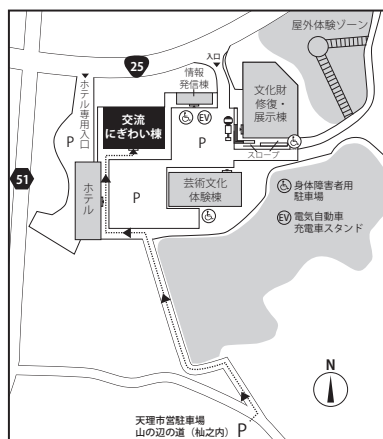 屋外体験ゾーン
25
入口
情報
発信棟
文化財
修復・
展示棟
ホテル専用入口
P
交流
にぎわい棟
EV
P
スロープ
51
ホテル
P
芸術文化
体験棟
身体障害者用
駐車場
EV 電気自動車
充電車スタンド
N
天理市営駐車場
山の辺の道（杣之内） P